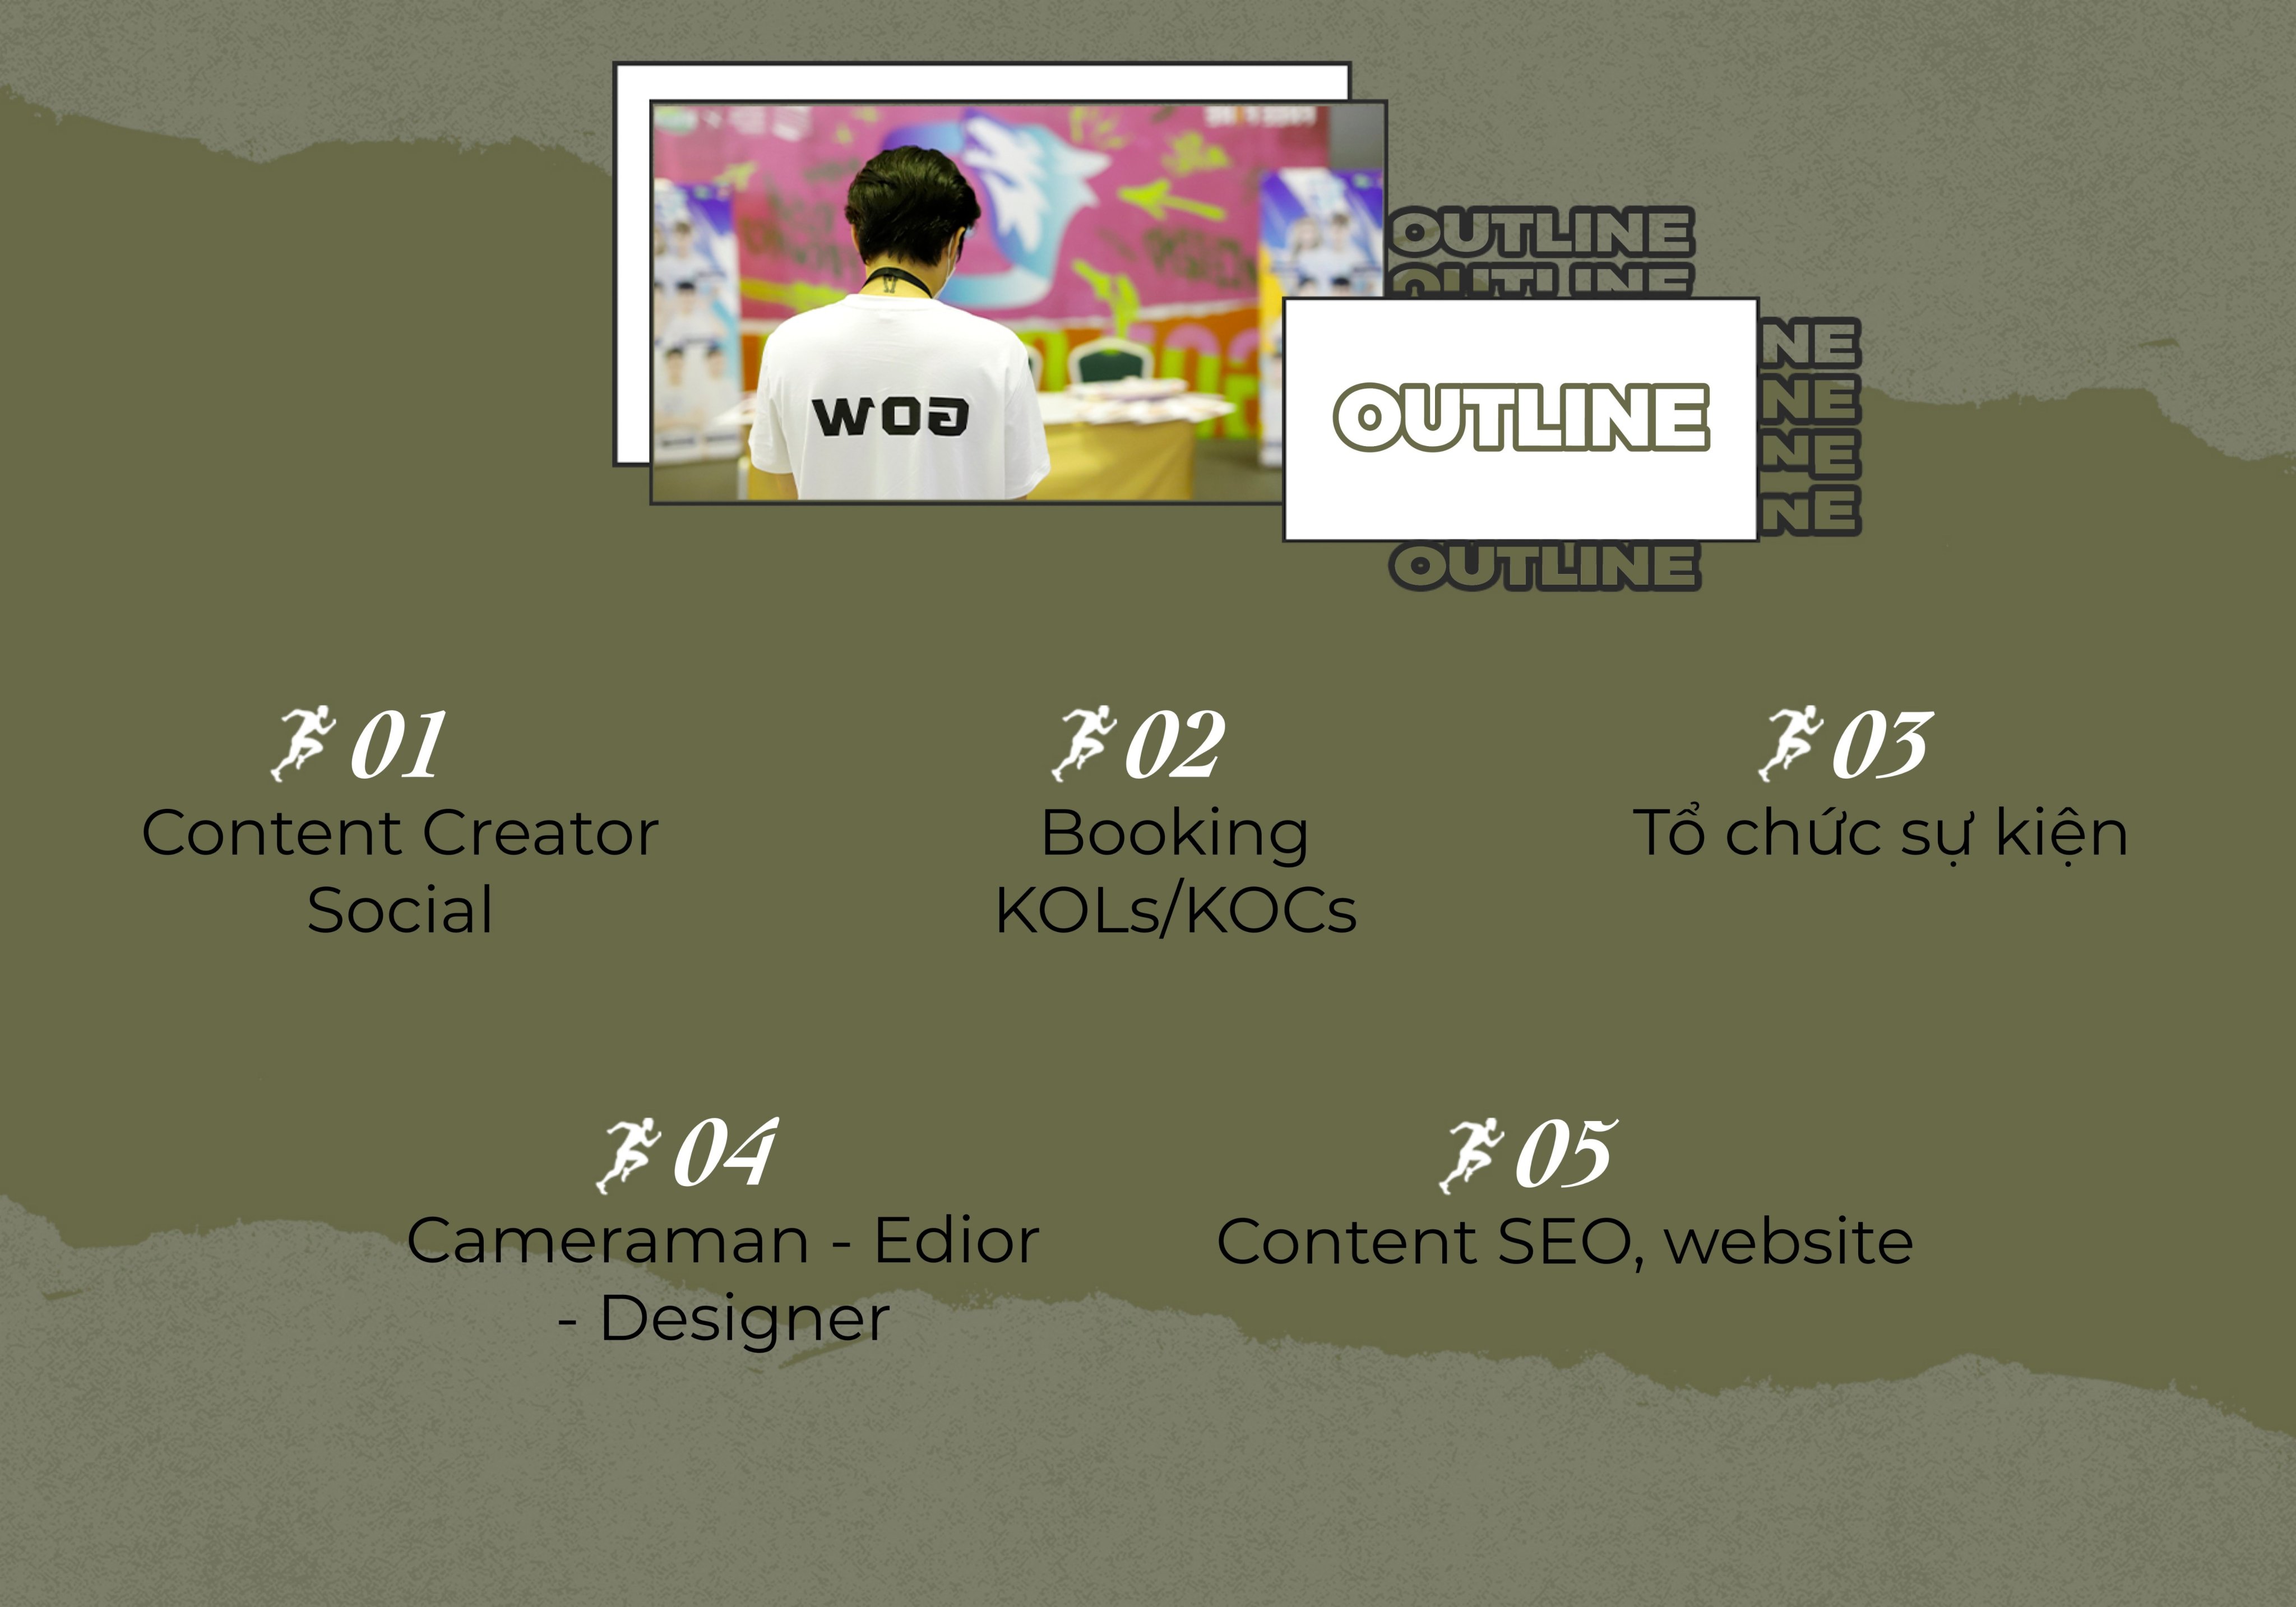 OUTLINE
OUTLINE
NE
NE
NE
NE
OUTLINE
OUTLINE
WOG
01
Content Creator
Social
02
Booking
KOLs/KOCs
03
Tổ chức sự kiện
04
Cameraman - Edior
- Designer
05
Content SEO, website